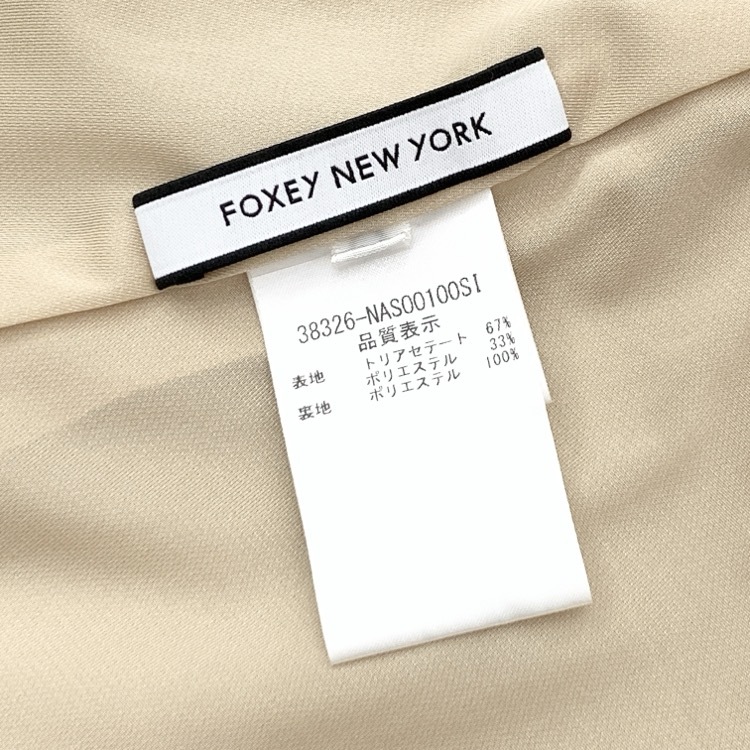 FOXEY NEW YORK
38326-NAS00100SI
品質表示
表地 トリアセテート 67%
ポリエステル 33%
裏地 ポリエステル 100%